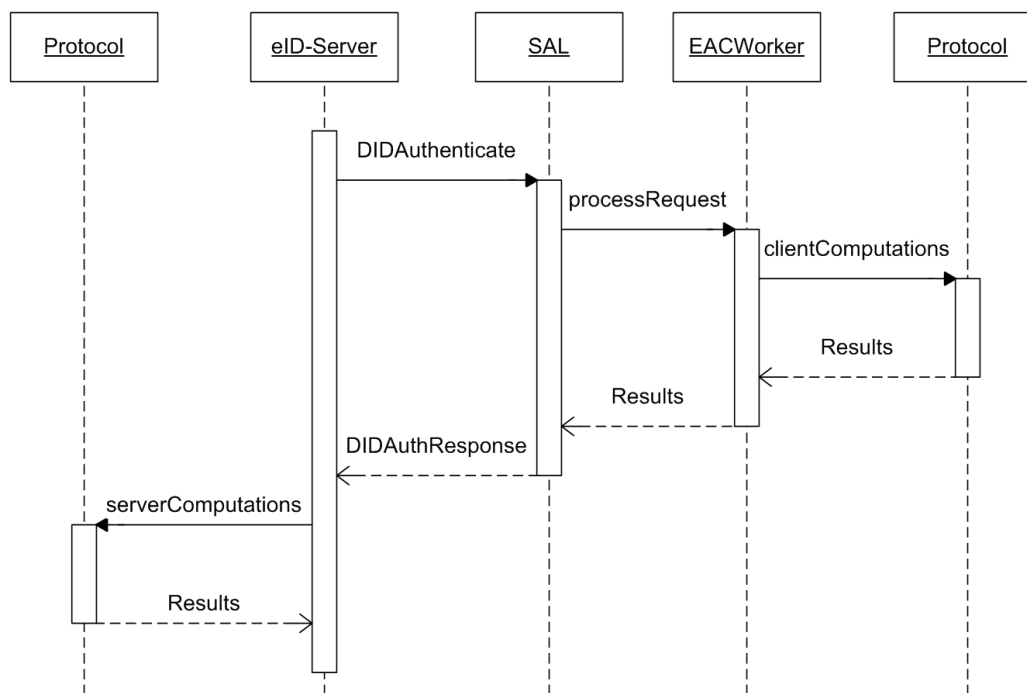 Protocol
eID-Server
SAL
EACWorker
Protocol
DIDAuthenticate
processRequest
clientComputations
Results
Results
DIDAuthResponse
serverComputations
Results